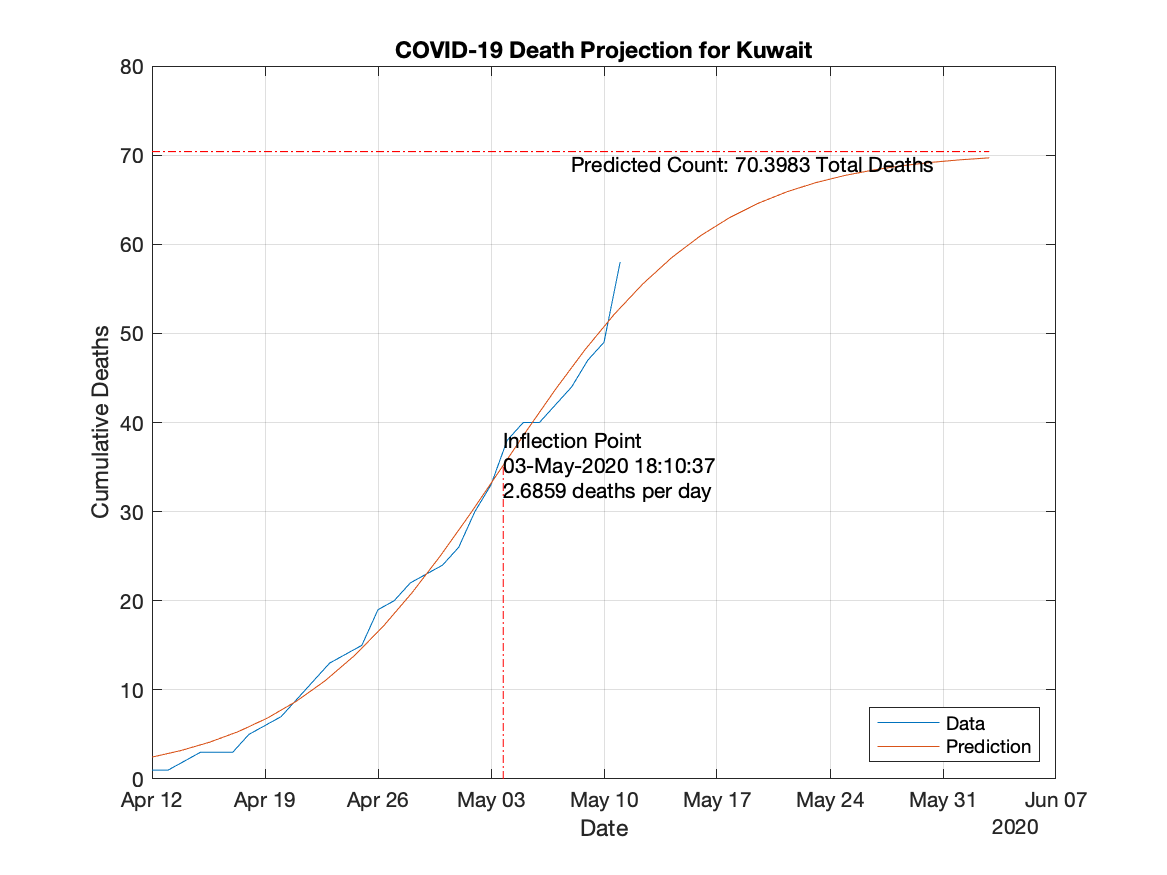 COVID-19 Death Projection for Kuwait
80
70
60
50
40
30
20
10
0
Cumulative Deaths
Predicted Count: 70.3983 Total Deaths
Inflection Point
03-May-2020 18:10:37
2.6859 deaths per day
Data
Prediction
Apr 12 Apr 19 Apr 26 May 03 May 10 May 17 May 24 May 31 Jun 07
Date
2020